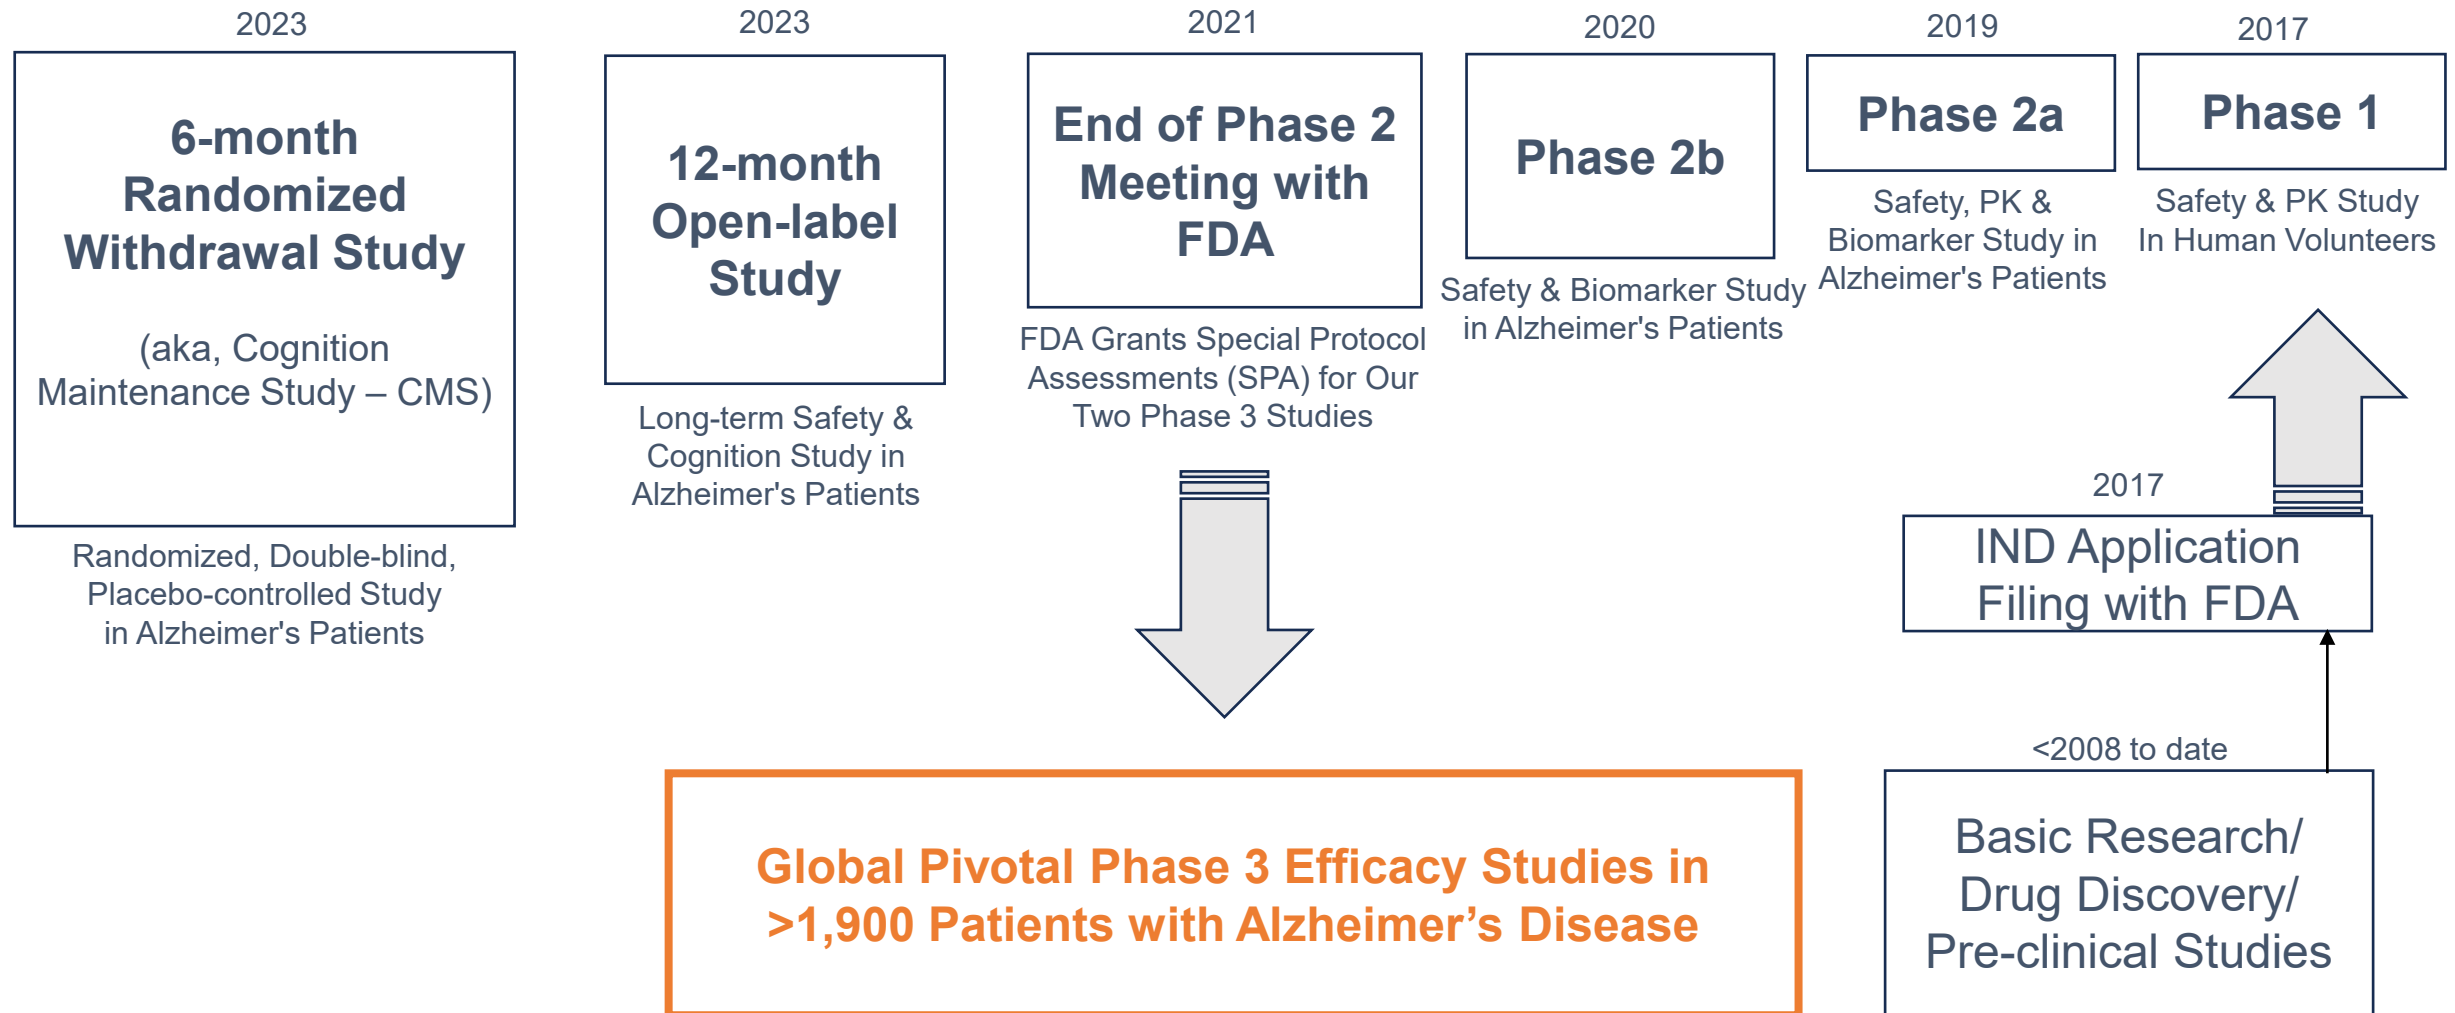 2023
6-month
Randomized
Withdrawal Study
(aka, Cognition
Maintenance Study – CMS)
Randomized, Double-blind,
Placebo-controlled Study
in Alzheimer's Patients
2023
12-month
Open-label
Study
Long-term Safety &
Cognition Study in
Alzheimer's Patients
2021
End of Phase 2
Meeting with
FDA
FDA Grants Special Protocol
Assessments (SPA) for Our
Two Phase 3 Studies
2020
Phase 2b
Safety & Biomarker Study
in Alzheimer's Patients
2019
Phase 2a
Safety, PK &
Biomarker Study in
Alzheimer's Patients
2017
Phase 1
Safety & PK Study
In Human Volunteers
2017
IND Application
Filing with FDA
<2008 to date
Basic Research/
Drug Discovery/
Pre-clinical Studies
Global Pivotal Phase 3 Efficacy Studies in
>1,900 Patients with Alzheimer’s Disease